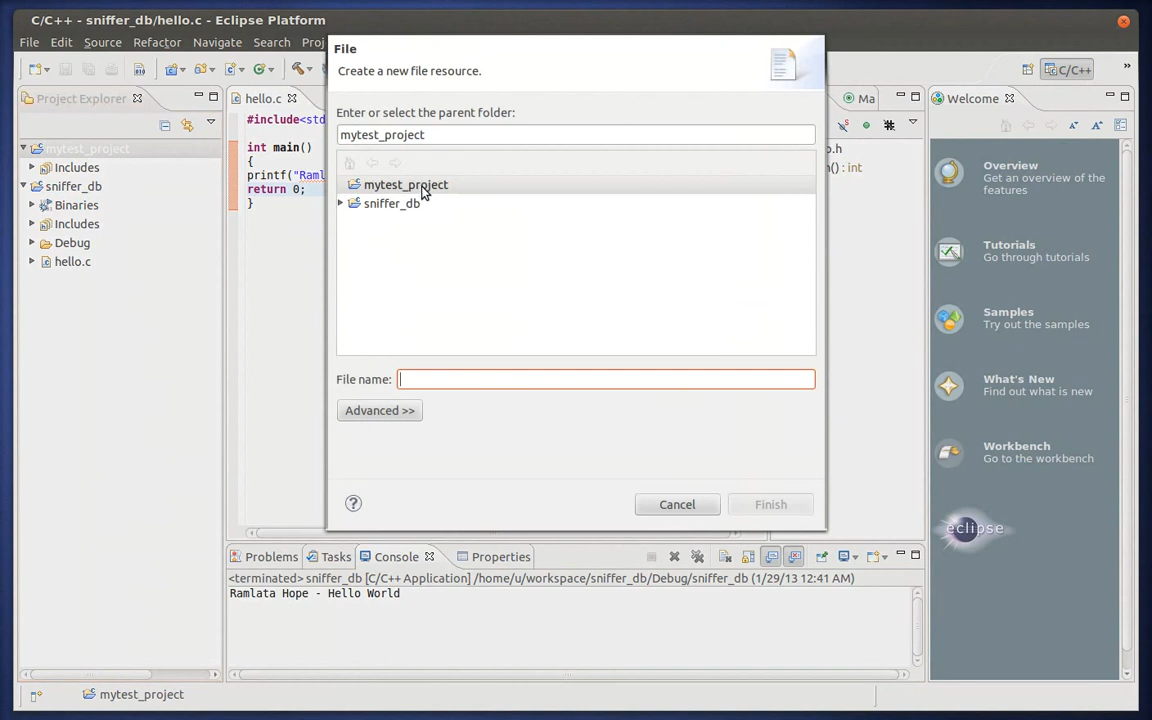 C/C++ - sniffer_db/hello.c - Eclipse Platform
File Edit Source Refactor Navigate Search Proj
C/C++ »
Project Explorer
mytest_project
Includes
sniffer_db
Binaries
Includes
Debug
hello.c
hello.c
#include<std
int main()
{
printf("Raml
return 0;
}
File
Create a new file resource.
Enter or select the parent folder:
mytest_project
mytest_project
sniffer_db
File name:
Advanced >>
Cancel Finish
Ma
o.h
n() : int
Welcome
Overview
Get an overview of the
features
Tutorials
Go through tutorials
Samples
Try out the samples
What's New
Find out what is new
Workbench
Go to the workbench
eclipse
Problems Tasks Console Properties
<terminated> sniffer_db [C/C++ Application] /home/u/workspace/sniffer_db/Debug/sniffer_db (1/29/13 12:41 AM)
Ramlata Hope - Hello World
mytest_project